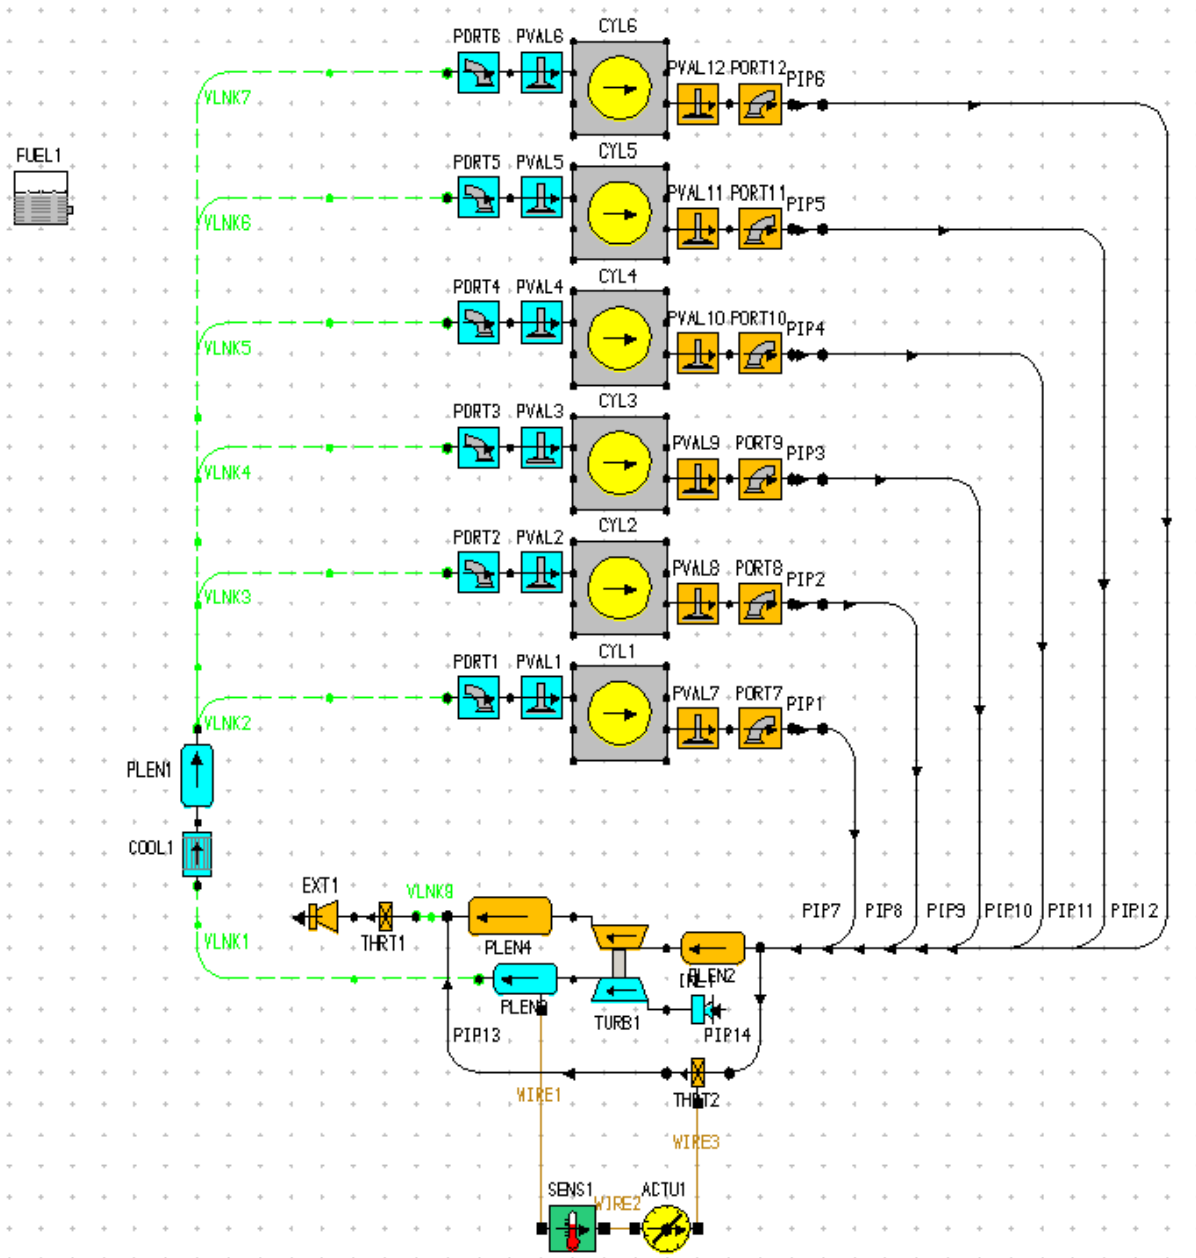 CYL6
PORT6 PVAL6
PVAL12 PORT12 PIP6
VLNK7
FUEL1
CYL5
PORT5 PVAL5
PVAL11 PORT11 PIP5
VLNK6
CYL4
PORT4 PVAL4
PVAL10 PORT10 PIP4
VLNK5
CYL3
PORT3 PVAL3
PVAL9 PORT9 PIP3
VLNK4
CYL2
PORT2 PVAL2
PVAL8 PORT8 PIP2
VLNK3
CYL1
PORT1 PVAL1
PVAL7 PORT7 PIP1
VLNK2
PLEN1
COOL1
EXT1 VLNK8
PIP7 PIP8 PIP9 PIP10 PIP11 PIP12
VLNK1 THRT1 PLEN4
PLEN2
TURB1
PIP13 PIP14
WIRE1 THRT2
WIRE3
SENS1 WIRE2 ACTU1